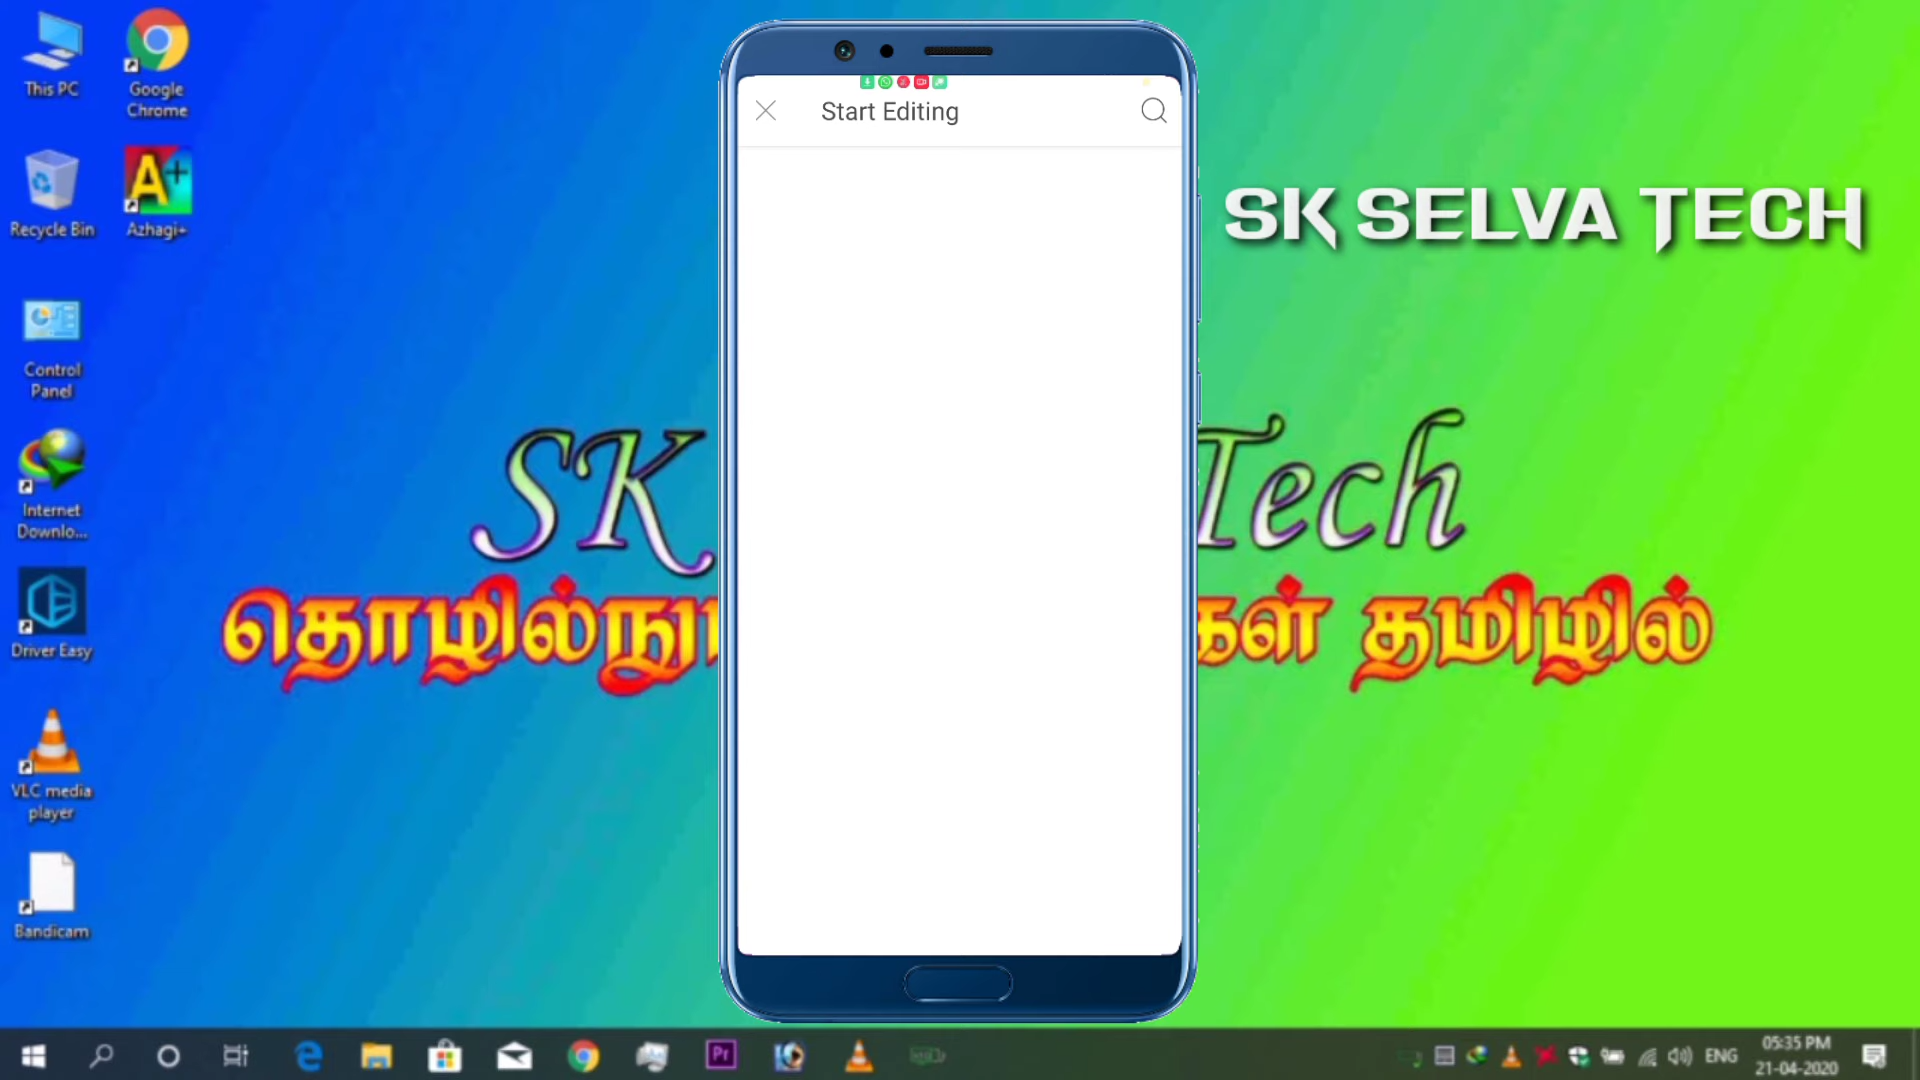 This PC
Google
Chrome
Recycle Bin
Azhagi+
Control
Panel
Internet
Downlo...
Driver Easy
VLC media
player
Bandicam
Start Editing
SK SELVA TECH
SK
Tech
தமிழில்
05:35 PM
ENG
21-04-2020